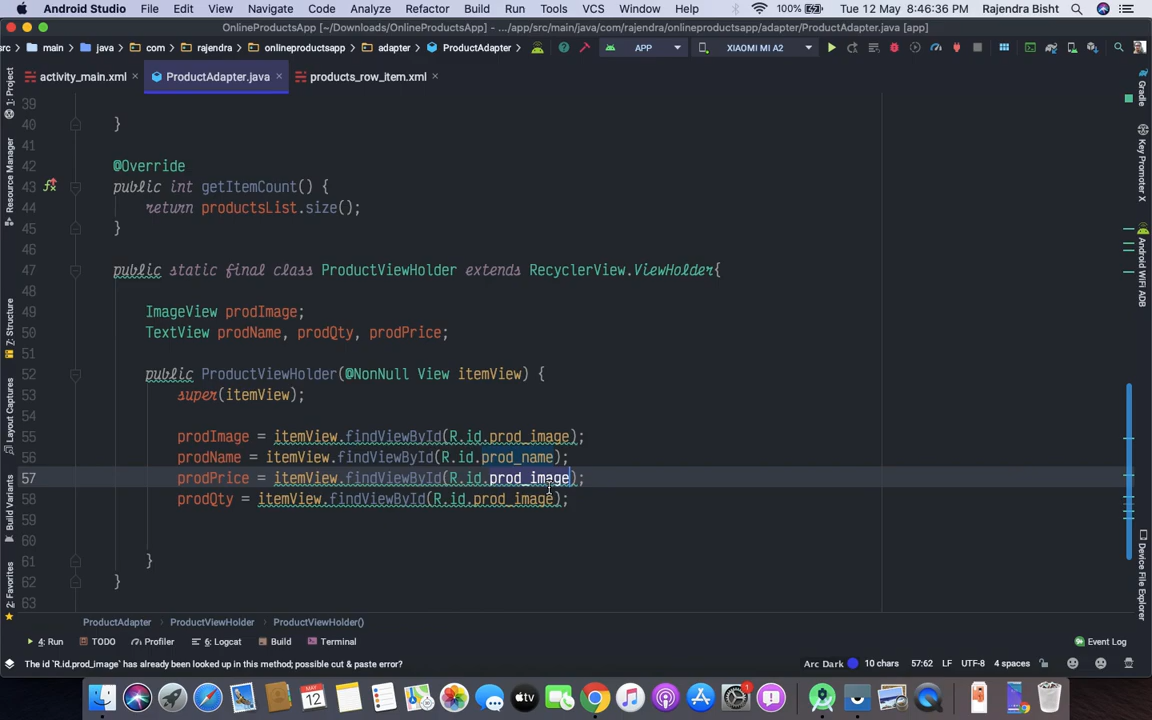 Android Studio File Edit View Navigate Code Analyze Refactor Build Run Tools VCS Window Help 100% Tue 12 May 8:46:36 PM Rajendra Bisht
OnlineProductsApp [~/Downloads/OnlineProductsApp] - .../app/src/main/java/com/rajendra/onlineproductsapp/adapter/ProductAdapter.java [app]
src main java com rajendra onlineproductsapp adapter ProductAdapter APP XIAOMI MI A2
activity_main.xml ProductAdapter.java products_row_item.xml
1: Project
Resource Manager
7: Structure
Layout Captures
Build Variants
2: Favorites
39
40 }
41
42 @Override
43 public int getItemCount() {
44 return productsList.size();
45 }
46
47 public static final class ProductViewHolder extends RecyclerView.ViewHolder{
48
49 ImageView prodImage;
50 TextView prodName, prodQty, prodPrice;
51
52 public ProductViewHolder(@NonNull View itemView) {
53 super(itemView);
54
55 prodImage = itemView.findViewById(R.id.prod_image);
56 prodName = itemView.findViewById(R.id.prod_name);
57 prodPrice = itemView.findViewById(R.id.prod_image);
58 prodQty = itemView.findViewById(R.id.prod_image);
59
60
61 }
62 }
63
Gradle
Key Promoter X
Android WiFi ADB
Device File Explorer
ProductAdapter ProductViewHolder ProductViewHolder()
4: Run TODO Profiler 6: Logcat Build Terminal Event Log
The id `R.id.prod_image` has already been looked up in this method; possible cut & paste error? Arc Dark 10 chars 57:62 LF UTF-8 4 spaces
12
tv
1